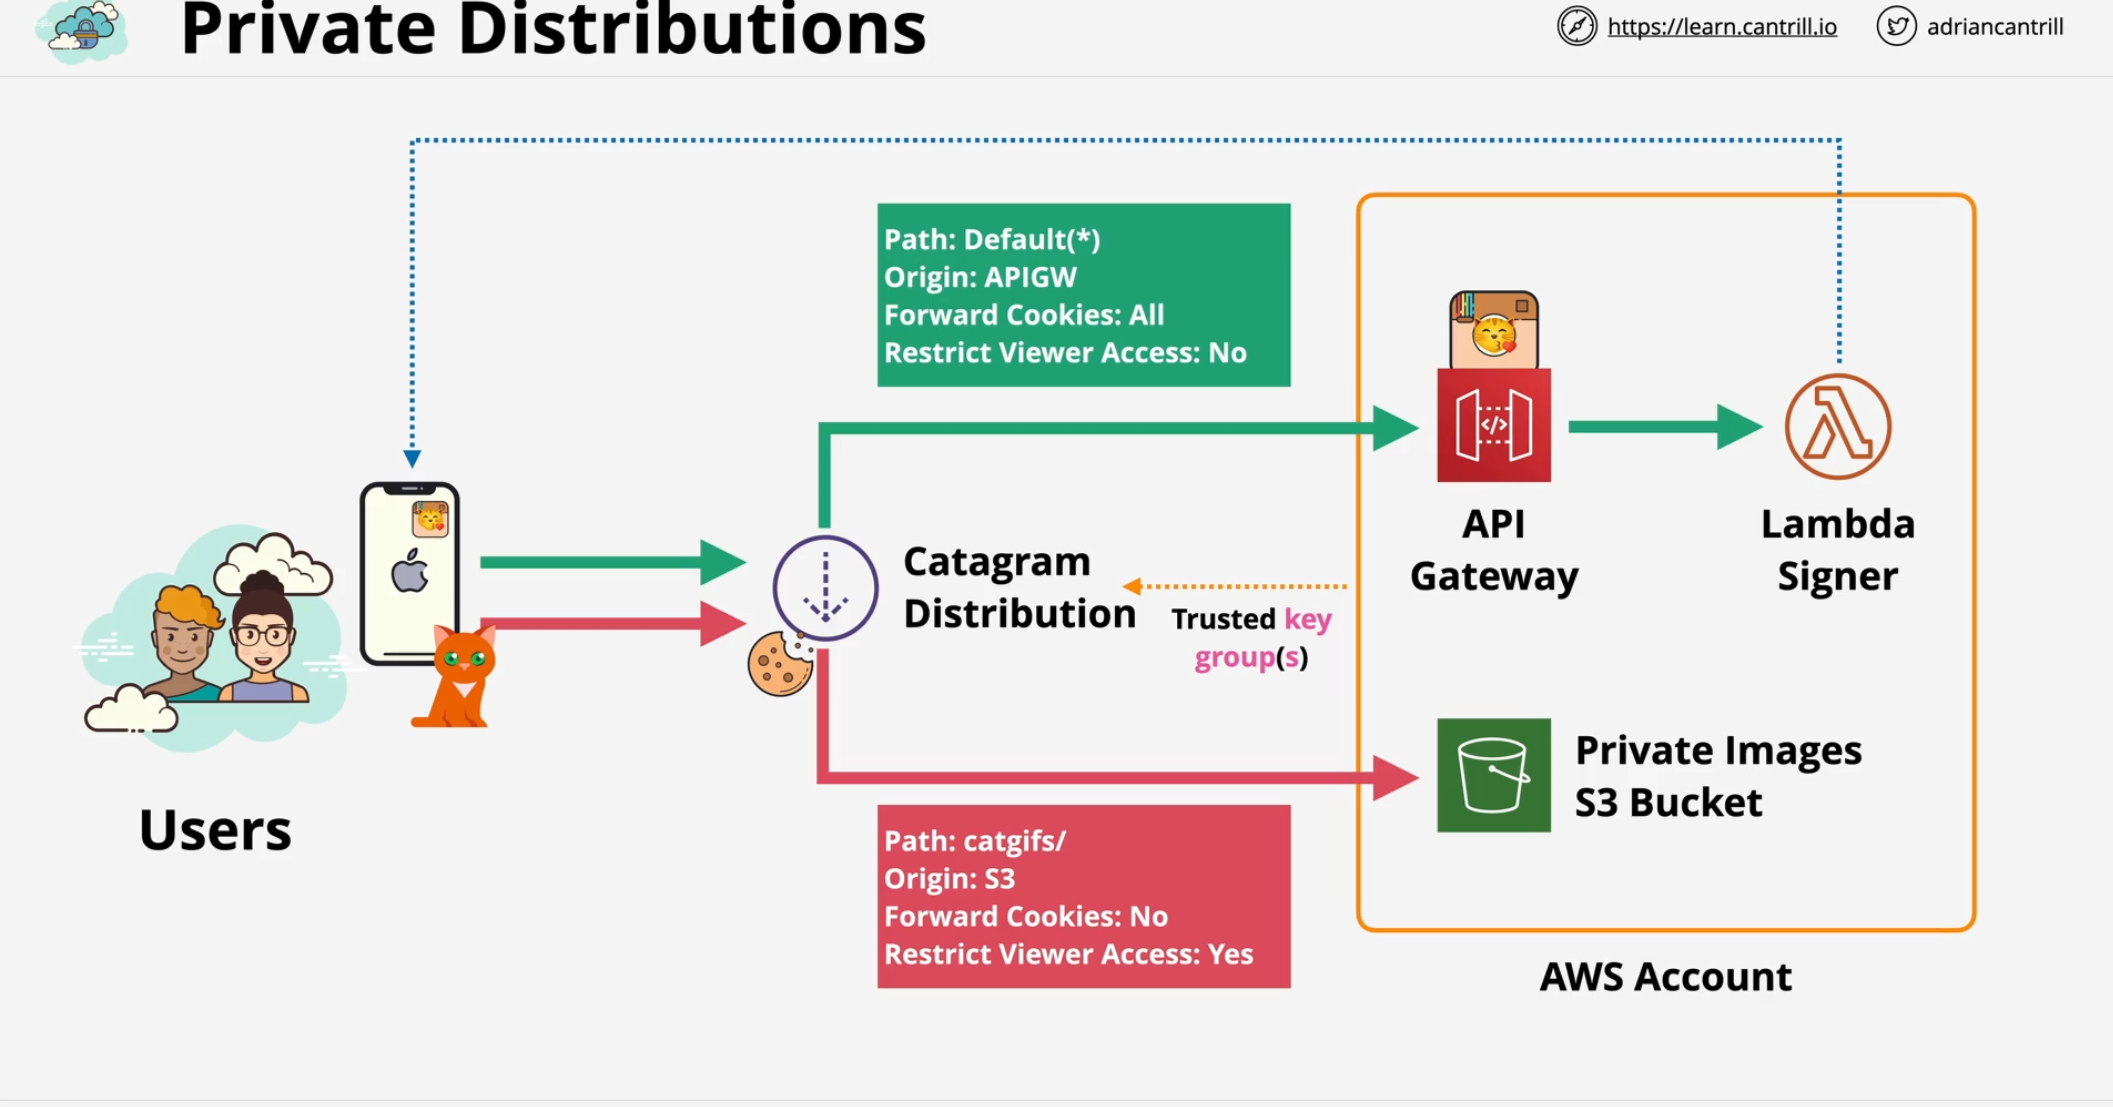 Private Distributions
https://learn.cantrill.io
adriancantrill
Path: Default(*)
Origin: APIGW
Forward Cookies: All
Restrict Viewer Access: No
</>
API
Gateway
Lambda
Signer
Catagram
Distribution
Trusted key
group(s)
Users
Private Images
S3 Bucket
Path: catgifs/
Origin: S3
Forward Cookies: No
Restrict Viewer Access: Yes
AWS Account